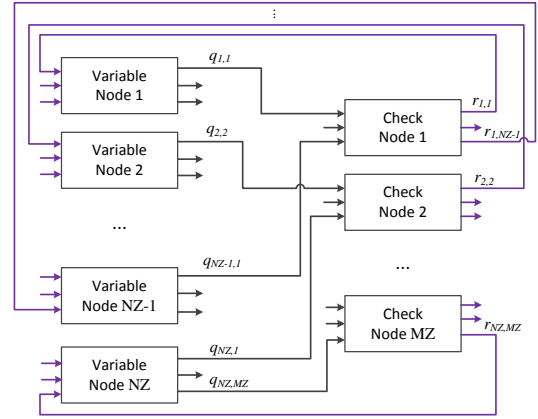 ...
q1,1
r1,1
Variable
Node 1
Check
Node 1
r1,NZ-1
q2,2
Variable
Node 2
r2,2
Check
Node 2
...
...
qNZ-1,1
Variable
Node NZ-1
Check
Node MZ
rNZ,MZ
qNZ,1
Variable
Node NZ
qNZ,MZ